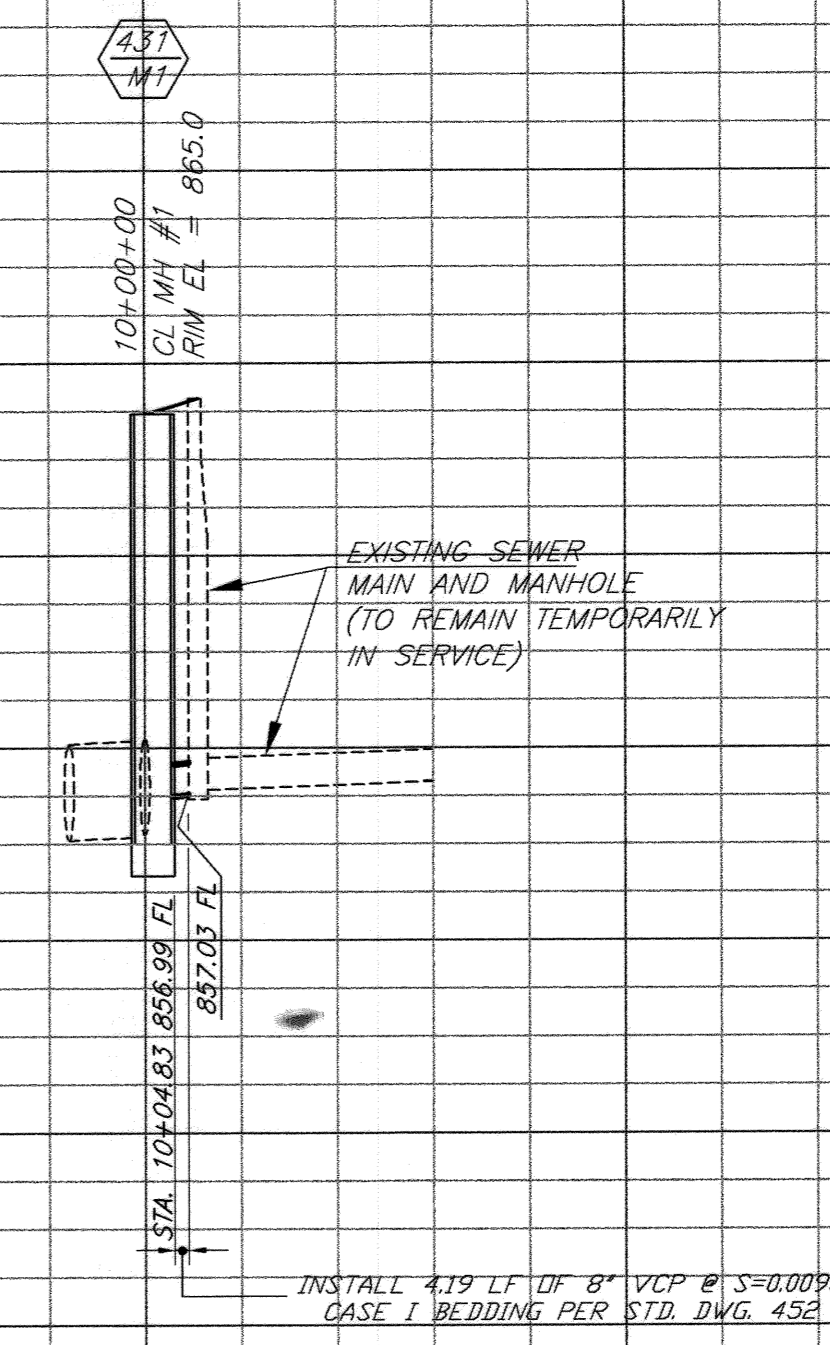 431
M1
10+00+00
CL MH #1
RIM EL = 865.0
EXISTING SEWER
MAIN AND MANHOLE
(TO REMAIN TEMPORARILY
IN SERVICE)
STA. 10+04.83 856.99 FL
857.03 FL
INSTALL 4.19 LF OF 8" VCP @ S=0.009
CASE I BEDDING PER STD. DWG. 452